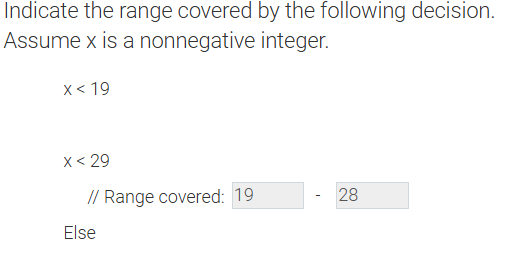 Indicate the range covered by the following decision.
Assume x is a nonnegative integer.
x < 19
x < 29
// Range covered: 19 - 28
Else